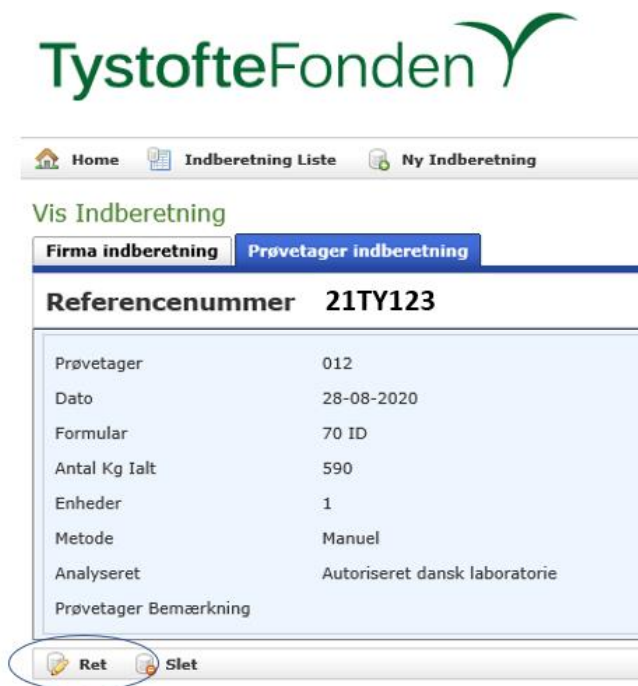 TystofteFonden
Home Indberetning Liste Ny Indberetning
Vis Indberetning
Firma indberetning Prøvetager indberetning
Referencenummer 21TY123
Prøvetager 012
Dato 28-08-2020
Formular 70 ID
Antal Kg Ialt 590
Enheder 1
Metode Manuel
Analyseret Autoriseret dansk laboratorie
Prøvetager Bemærkning
Ret Slet